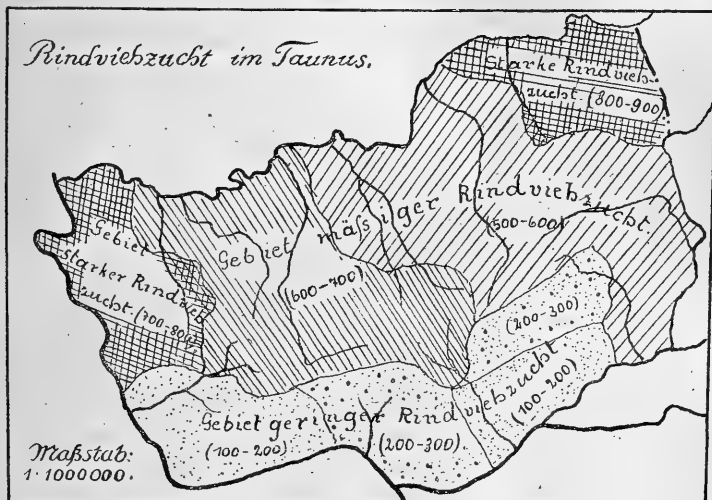 Rindviehzucht im Taunus.
Starke Rindvieh-
zucht (800-900)
Gebiet mässiger Rindviehzucht
(500-600)
(600-700)
Gebiet
starker Rindvieh
zucht (700-800)
(200-300)
Gebiet geringer Rindviehzucht
(100-200)
(200-300)
(100-200)
Maßstab:
1:1000000.